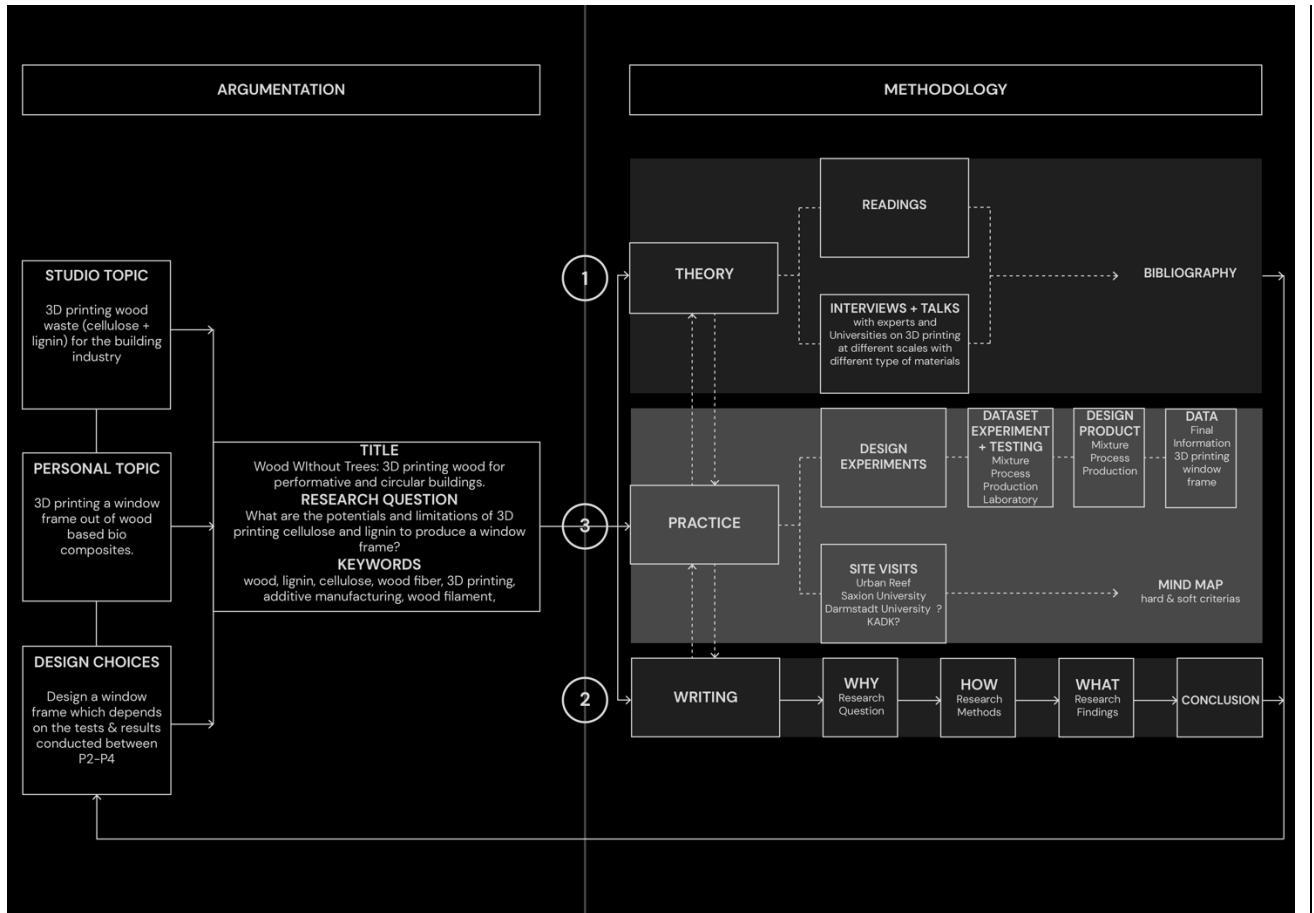 ARGUMENTATION
METHODOLOGY
STUDIO TOPIC
3D printing wood
waste (cellulose +
lignin) for the building
industry
PERSONAL TOPIC
3D printing a window
frame out of wood
based bio
composites.
DESIGN CHOICES
Design a window
frame which depends
on the tests & results
conducted between
P2-P4
TITLE
Wood WIthout Trees: 3D printing wood for
performative and circular buildings.
RESEARCH QUESTION
What are the potentials and limitations of 3D
printing cellulose and lignin to produce a window
frame?
KEYWORDS
wood, lignin, cellulose, wood fiber, 3D printing,
additive manufacturing, wood filament,
1
THEORY
READINGS
INTERVIEWS + TALKS
with experts and
Universities on 3D printing
at different scales with
different type of materials
BIBLIOGRAPHY
3
PRACTICE
DESIGN
EXPERIMENTS
DATASET
EXPERIMENT
+ TESTING
Mixture
Process
Production
Laboratory
DESIGN
PRODUCT
Mixture
Process
Production
DATA
Final
Information
3D printing
window
frame
SITE VISITS
Urban Reef
Saxion University
Darmstadt University ?
KADK?
MIND MAP
hard & soft criterias
2
WRITING
WHY
Research
Question
HOW
Research
Methods
WHAT
Research
Findings
CONCLUSION